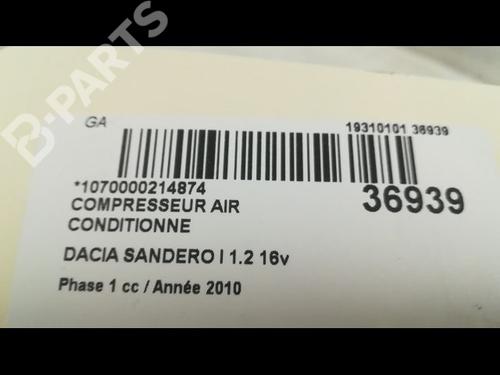 B-PARTS
GA
19310101 36939
*1070000214874
36939
COMPRESSEUR AIR
CONDITIONNE
DACIA SANDERO I 1.2 16v
Phase 1 cc / Année 2010